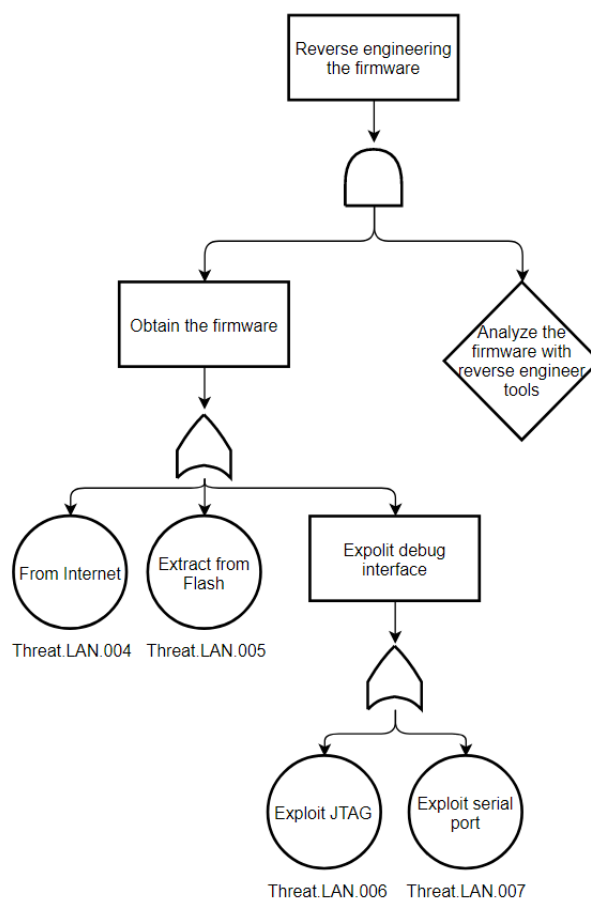 Reverse engineering
the firmware
Obtain the firmware
Analyze the
firmware with
reverse engineer
tools
From Internet
Extract from
Flash
Expolit debug
interface
Threat.LAN.004
Threat.LAN.005
Exploit JTAG
Exploit serial
port
Threat.LAN.006
Threat.LAN.007